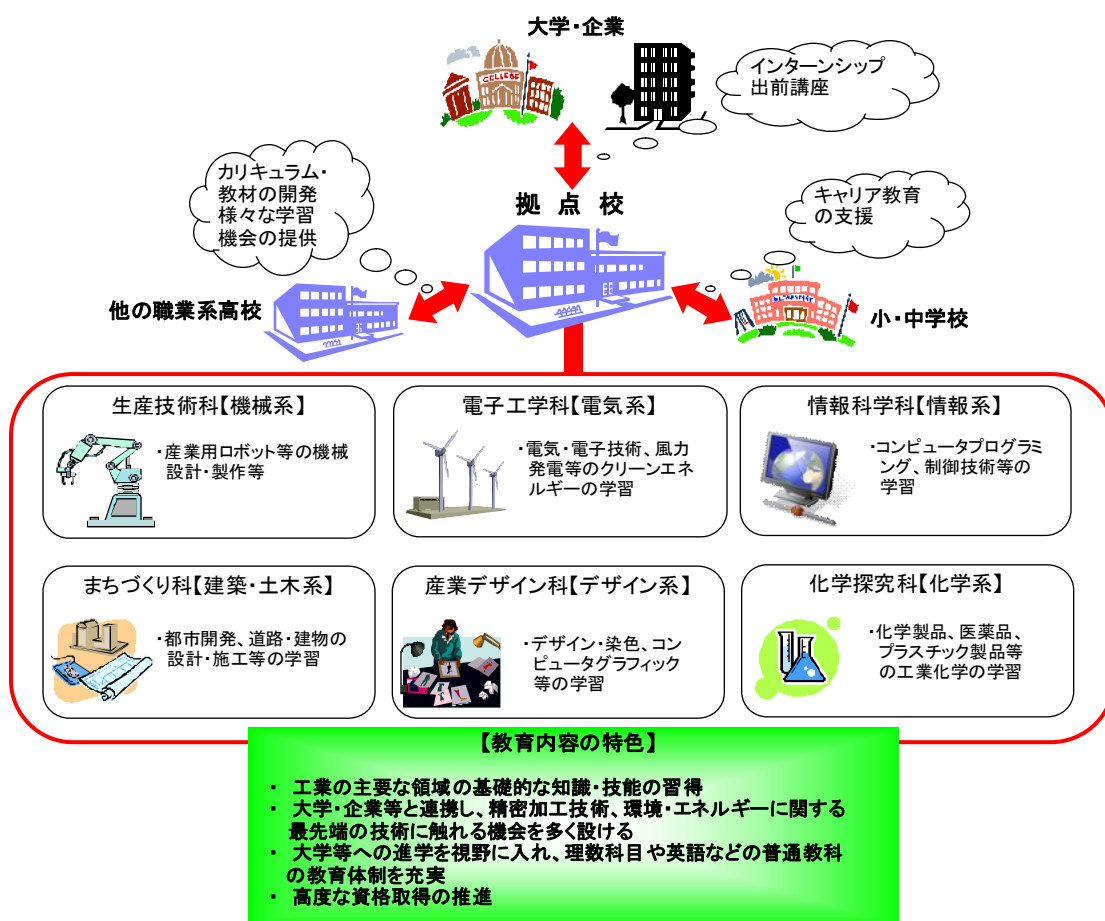 大学・企業
COLLEGE
インターンシップ
出前講座
カリキュラム・
教材の開発
様々な学習
機会の提供
拠 点 校
キャリア教育
の支援
他の職業系高校
小・中学校
生産技術科【機械系】
・産業用ロボット等の機械
設計・製作等
電子工学科【電気系】
・電気・電子技術、風力
発電等のクリーンエネ
ルギーの学習
情報科学科【情報系】
・コンピュータプログラミ
ング、制御技術等の
学習
まちづくり科【建築・土木系】
・都市開発、道路・建物の
設計・施工等の学習
産業デザイン科【デザイン系】
・デザイン・染色、コン
ピュータグラフィック
等の学習
化学探究科【化学系】
・化学製品、医薬品、
プラスチック製品等
の工業化学の学習
【教育内容の特色】
・ 工業の主要な領域の基礎的な知識・技能の習得
・ 大学・企業等と連携し、精密加工技術、環境・エネルギーに関する
最先端の技術に触れる機会を多く設ける
・ 大学等への進学を視野に入れ、理数科目や英語などの普通教科
の教育体制を充実
・ 高度な資格取得の推進